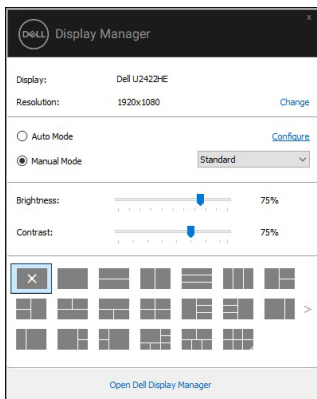 DELL Display Manager
Display: Dell U2422HE
Resolution: 1920x1080 Change
Auto Mode Configure
Manual Mode Standard
Brightness: 75%
Contrast: 75%
Open Dell Display Manager